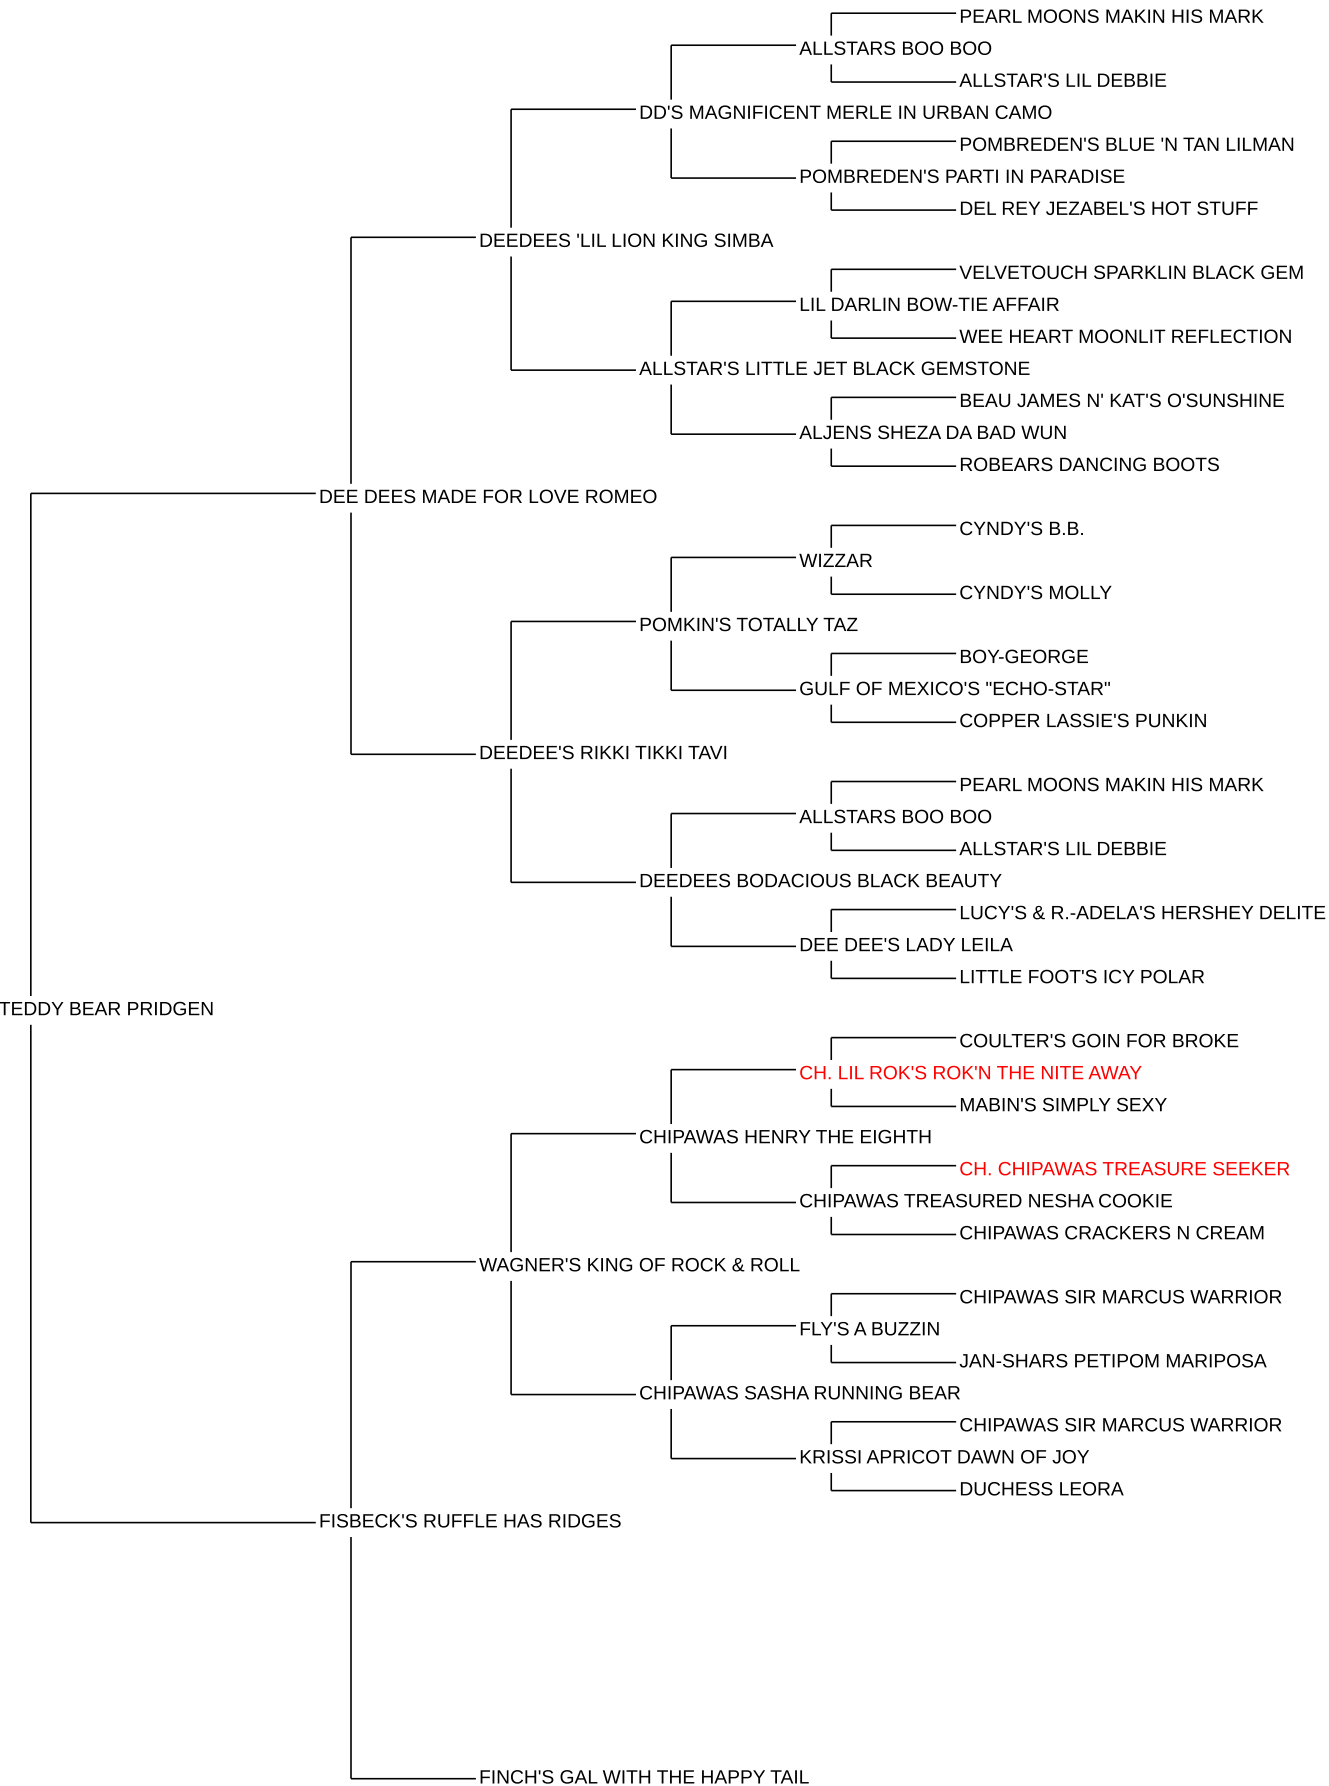 PEARL MOONS MAKIN HIS MARK
ALLSTARS BOO BOO
ALLSTAR'S LIL DEBBIE
DD'S MAGNIFICENT MERLE IN URBAN CAMO
POMBREDEN'S BLUE 'N TAN LILMAN
POMBREDEN'S PARTI IN PARADISE
DEL REY JEZABEL'S HOT STUFF
DEEDEES 'LIL LION KING SIMBA
VELVETOUCH SPARKLIN BLACK GEM
LIL DARLIN BOW-TIE AFFAIR
WEE HEART MOONLIT REFLECTION
ALLSTAR'S LITTLE JET BLACK GEMSTONE
BEAU JAMES N' KAT'S O'SUNSHINE
ALJENS SHEZA DA BAD WUN
ROBEARS DANCING BOOTS
DEE DEES MADE FOR LOVE ROMEO
CYNDY'S B.B.
WIZZAR
CYNDY'S MOLLY
POMKIN'S TOTALLY TAZ
BOY-GEORGE
GULF OF MEXICO'S "ECHO-STAR"
COPPER LASSIE'S PUNKIN
DEEDEE'S RIKKI TIKKI TAVI
PEARL MOONS MAKIN HIS MARK
ALLSTARS BOO BOO
ALLSTAR'S LIL DEBBIE
DEEDEES BODACIOUS BLACK BEAUTY
LUCY'S & R.-ADELA'S HERSHEY DELITE
DEE DEE'S LADY LEILA
LITTLE FOOT'S ICY POLAR
TEDDY BEAR PRIDGEN
COULTER'S GOIN FOR BROKE
CH. LIL ROK'S ROK'N THE NITE AWAY
MABIN'S SIMPLY SEXY
CHIPAWAS HENRY THE EIGHTH
CH. CHIPAWAS TREASURE SEEKER
CHIPAWAS TREASURED NESHA COOKIE
CHIPAWAS CRACKERS N CREAM
WAGNER'S KING OF ROCK & ROLL
CHIPAWAS SIR MARCUS WARRIOR
FLY'S A BUZZIN
JAN-SHARS PETIPOM MARIPOSA
CHIPAWAS SASHA RUNNING BEAR
CHIPAWAS SIR MARCUS WARRIOR
KRISSI APRICOT DAWN OF JOY
DUCHESS LEORA
FISBECK'S RUFFLE HAS RIDGES
FINCH'S GAL WITH THE HAPPY TAIL